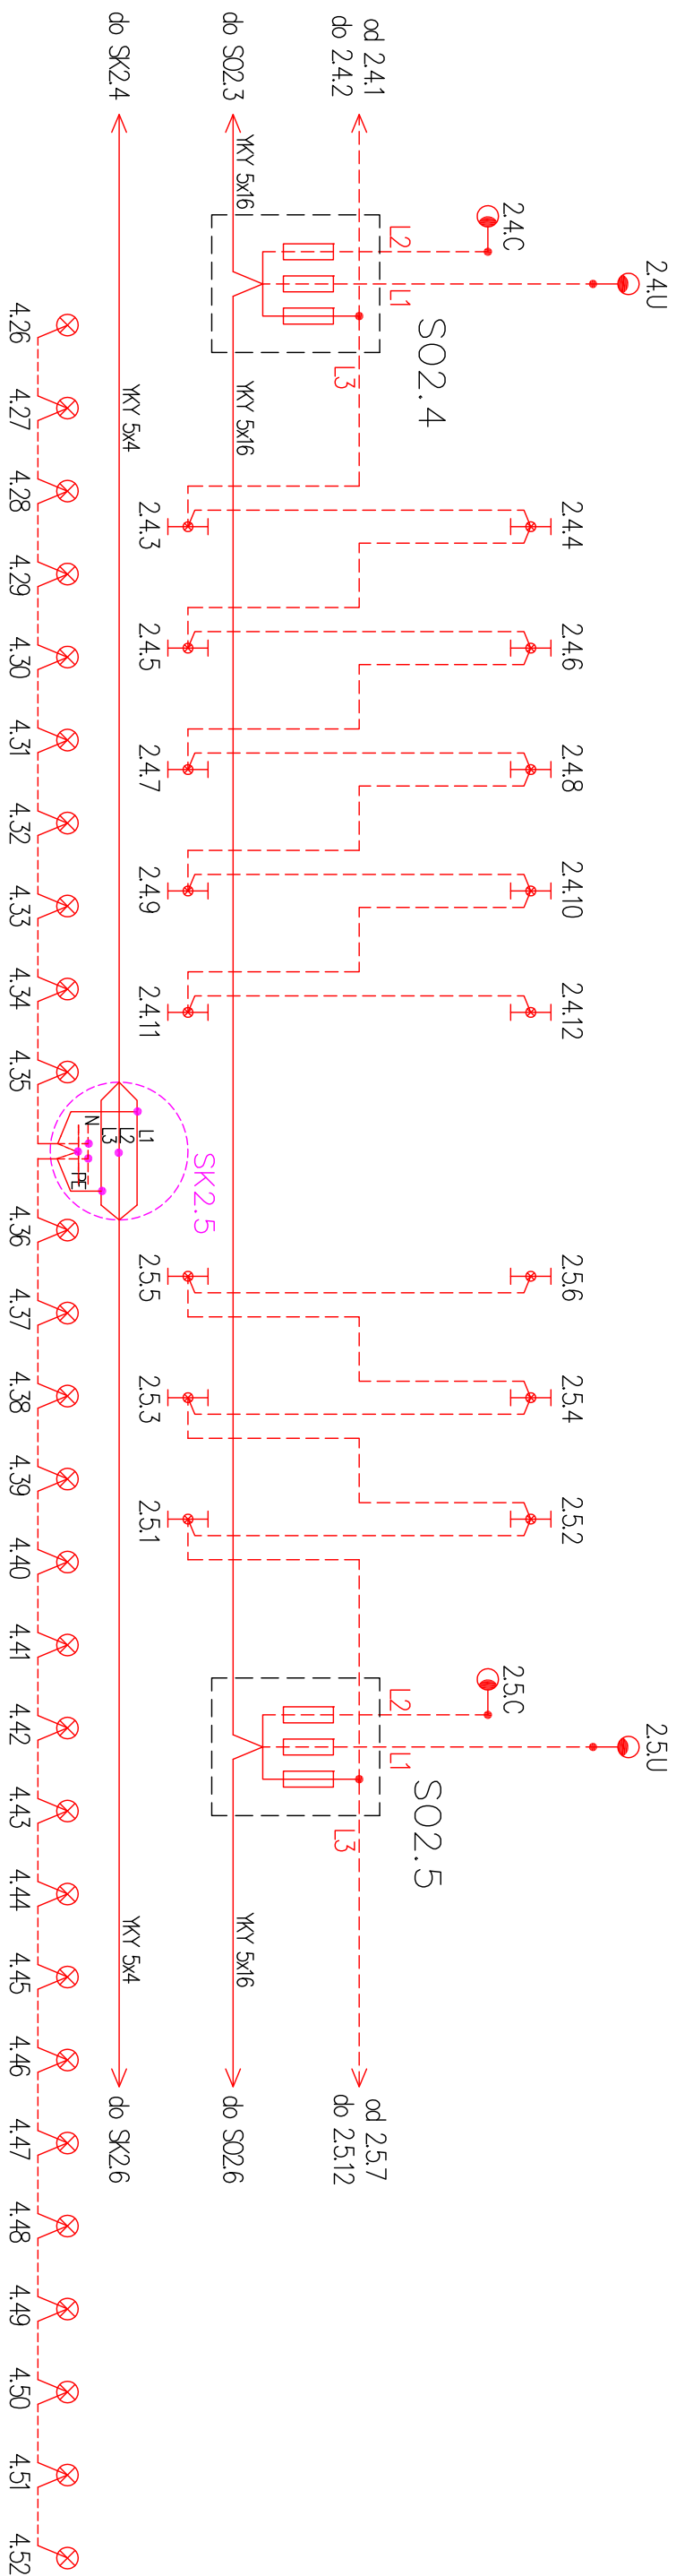 2.4.U
2.4.C
od 2.4.1
do 2.4.2
L2
L1
SO2.4
L3
do SO2.3
YKY 5x16
YKY 5x16
do SK2.4
YKY 5x4
2.4.4
2.4.6
2.4.8
2.4.10
2.4.12
2.4.3
2.4.5
2.4.7
2.4.9
2.4.11
SK2.5
L1
L2
L3
N
PE
2.5.6
2.5.4
2.5.2
2.5.5
2.5.3
2.5.1
2.5.U
2.5.C
L2
L1
SO2.5
L3
od 2.5.7
do 2.5.12
YKY 5x16
do SO2.6
YKY 5x4
do SK2.6
4.26
4.27
4.28
4.29
4.30
4.31
4.32
4.33
4.34
4.35
4.36
4.37
4.38
4.39
4.40
4.41
4.42
4.43
4.44
4.45
4.46
4.47
4.48
4.49
4.50
4.51
4.52